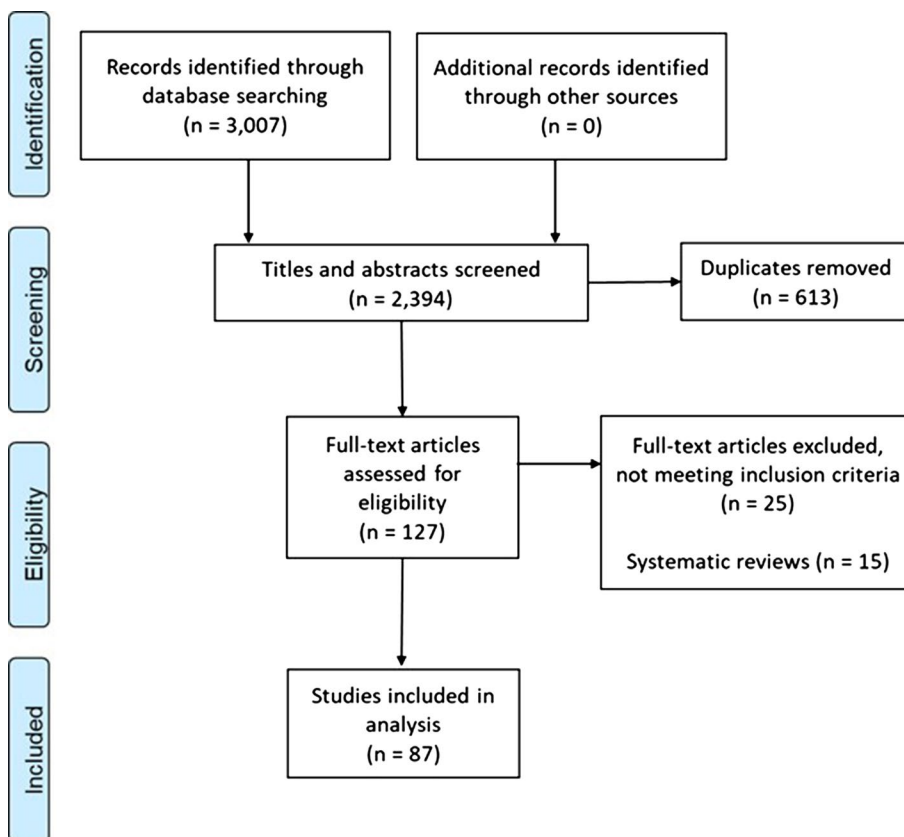 Identification
Records identified through
database searching
(n = 3,007)
Additional records identified
through other sources
(n = 0)
Screening
Titles and abstracts screened
(n = 2,394)
Duplicates removed
(n = 613)
Eligibility
Full-text articles
assessed for
eligibility
(n = 127)
Full-text articles excluded,
not meeting inclusion criteria
(n = 25)
Systematic reviews (n = 15)
Included
Studies included in
analysis
(n = 87)